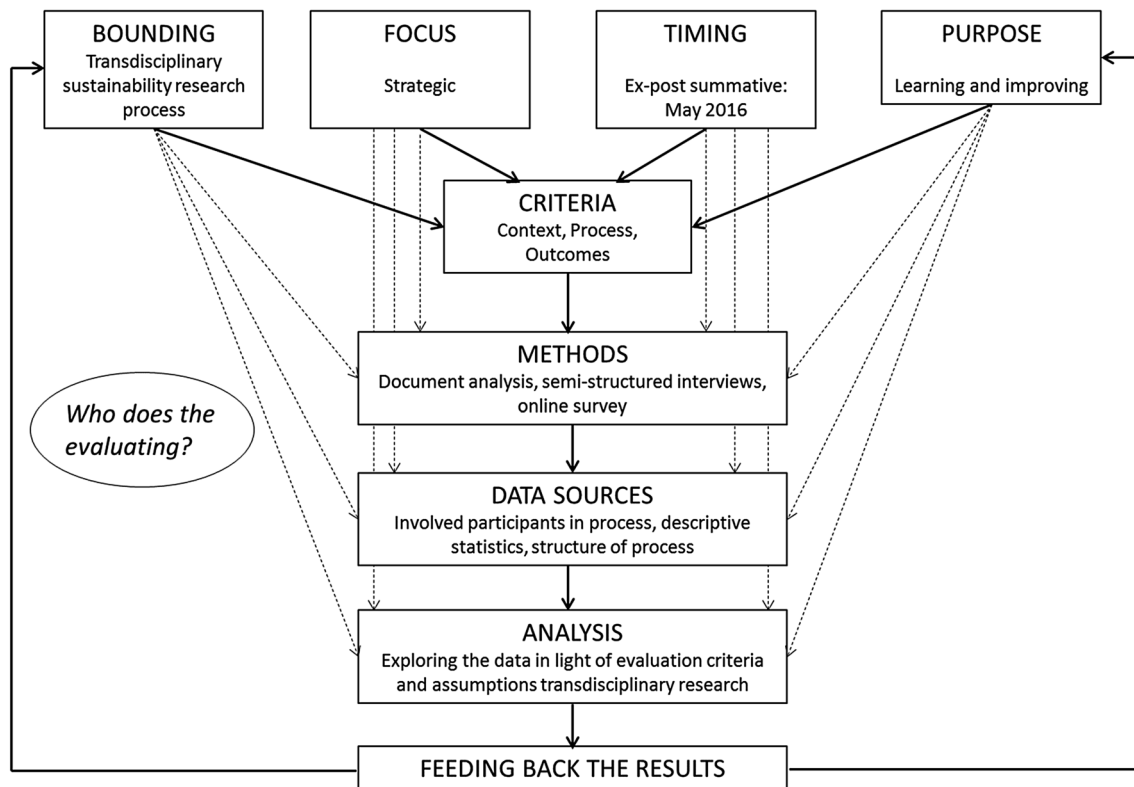 BOUNDING
Transdisciplinary
sustainability research
process
FOCUS
Strategic
TIMING
Ex-post summative:
May 2016
PURPOSE
Learning and improving
CRITERIA
Context, Process,
Outcomes
METHODS
Document analysis, semi-structured interviews,
online survey
Who does the
evaluating?
DATA SOURCES
Involved participants in process, descriptive
statistics, structure of process
ANALYSIS
Exploring the data in light of evaluation criteria
and assumptions transdisciplinary research
FEEDING BACK THE RESULTS